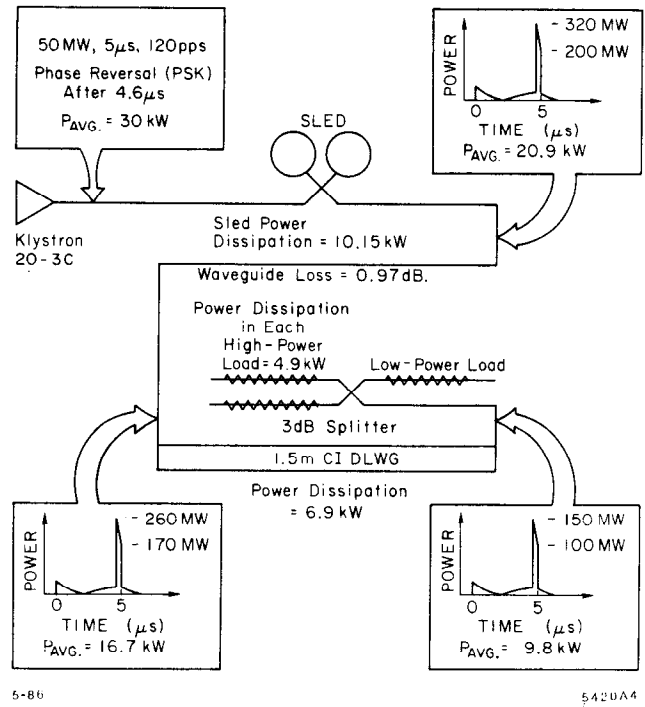 50 MW, 5μs, 120pps
Phase Reversal (PSK)
After 4.6μs
PAVG. = 30 kW
POWER
- 320 MW
- 200 MW
0
5
TIME (μs)
PAVG. = 20.9 kW
SLED
Klystron
20-3C
Sled Power
Dissipation = 10.15 kW
Waveguide Loss = 0.97dB.
Power Dissipation
in Each
High-Power
Load = 4.9 kW
Low-Power Load
3dB Splitter
1.5m CI DLWG
Power Dissipation
= 6.9 kW
POWER
- 260 MW
- 170 MW
0
5
TIME (μs)
PAVG. = 16.7 kW
POWER
- 150 MW
- 100 MW
0
5
TIME (μs)
PAVG. = 9.8 kW
5-86
5420A4